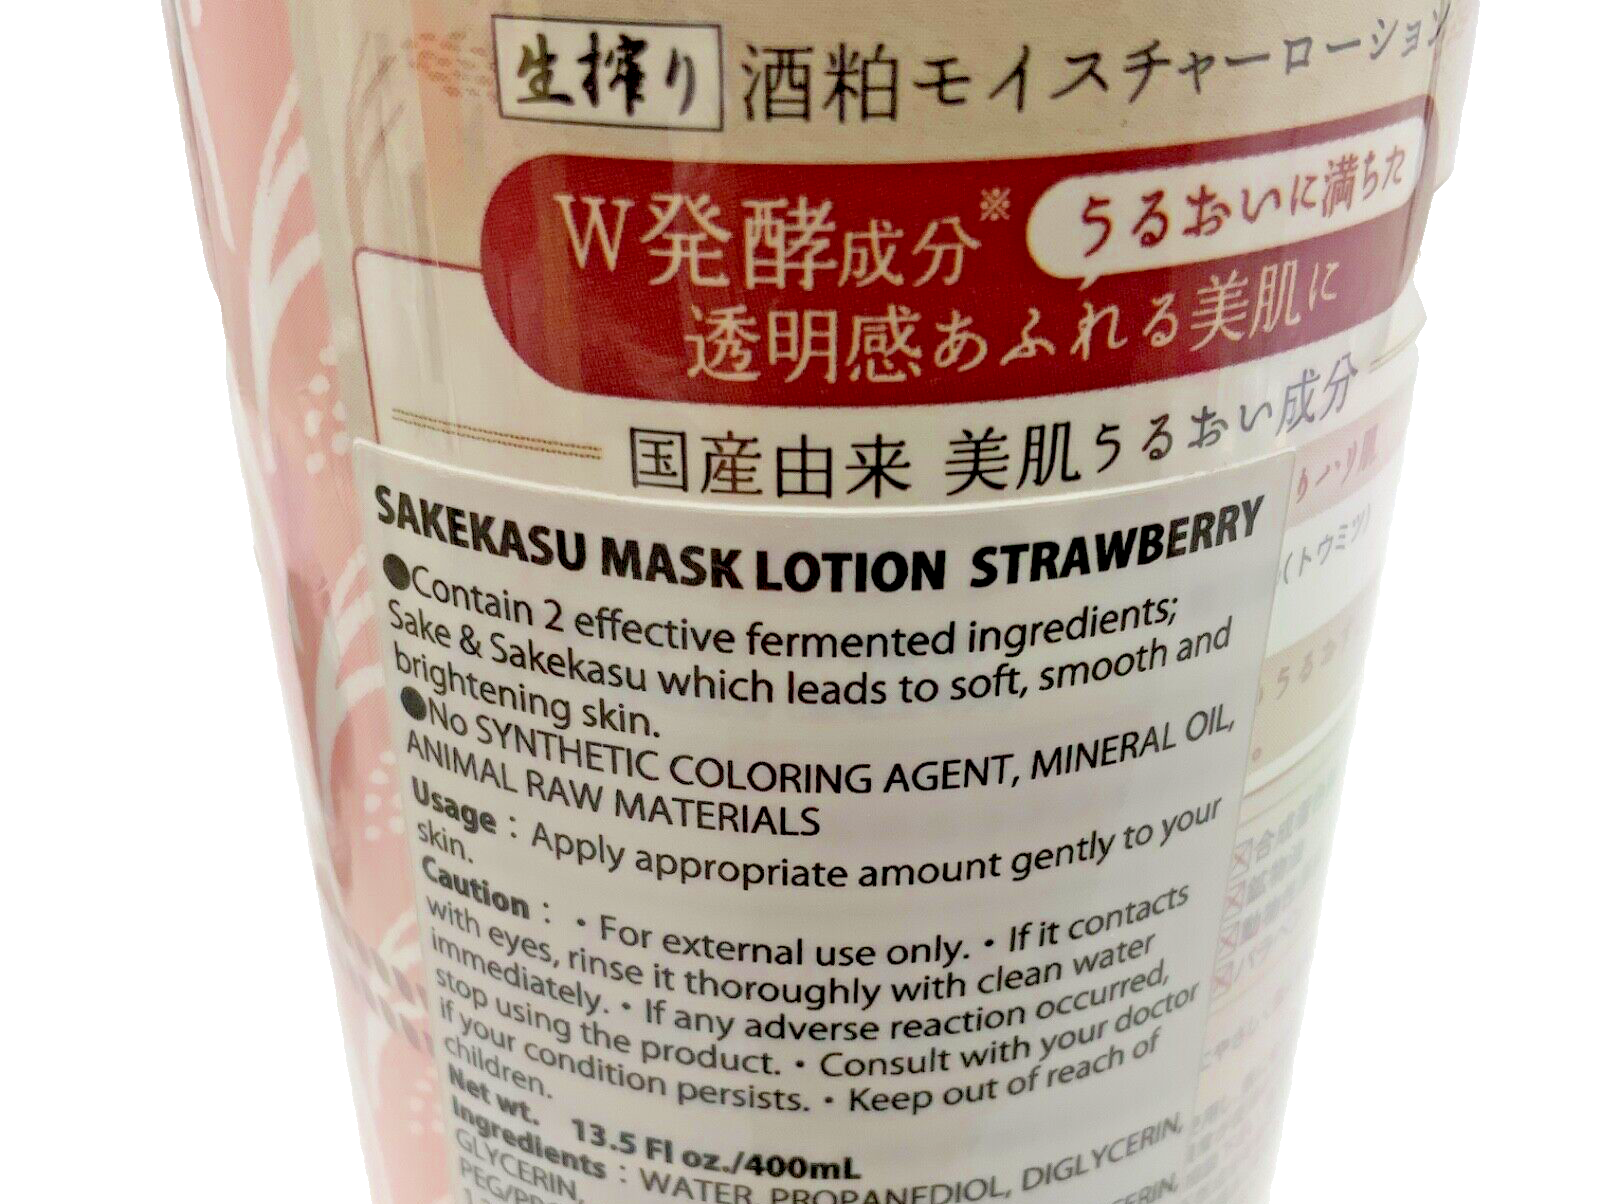 生搾り 酒粕モイスチャーローション
W発酵成分※ うるおいに満ちた
透明感あふれる美肌に
国産由来 美肌うるおい成分
(トウミツ)
SAKEKASU MASK LOTION STRAWBERRY
●Contain 2 effective fermented ingredients;
Sake & Sakekasu which leads to soft, smooth and
brightening skin.
●No SYNTHETIC COLORING AGENT, MINERAL OIL,
ANIMAL RAW MATERIALS
Usage : Apply appropriate amount gently to your
skin.
Caution : ・For external use only. ・If it contacts
with eyes, rinse it thoroughly with clean water
immediately. ・If any adverse reaction occurred,
stop using the product. ・Consult with your doctor
if your condition persists. ・Keep out of reach of
children.
Net wt. 13.5 Fl oz./400mL
Ingredients : WATER, PROPANEDIOL, DIGLYCERIN,
GLYCERIN,